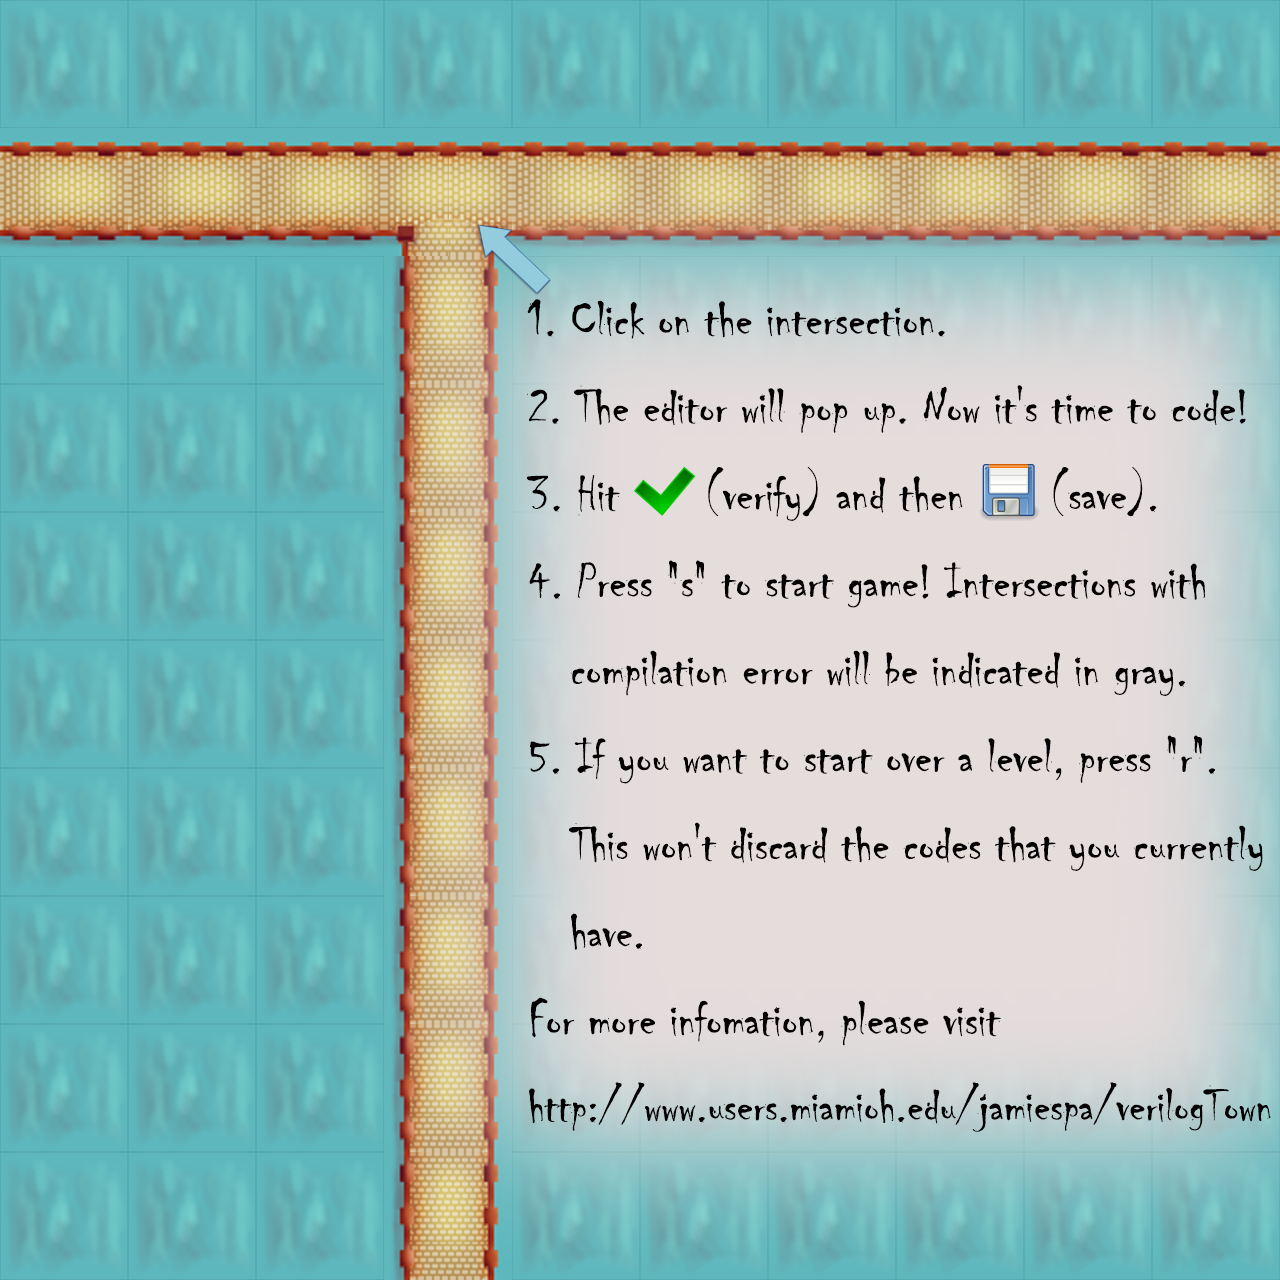 1. Click on the intersection.
2. The editor will pop up. Now it's time to code!
3. Hit (verify) and then (save).
4. Press "s" to start game! Intersections with
compilation error will be indicated in gray.
5. If you want to start over a level, press "r".
This won't discard the codes that you currently
have.
For more infomation, please visit
http://www.users.miamioh.edu/jamiespa/verilogTown